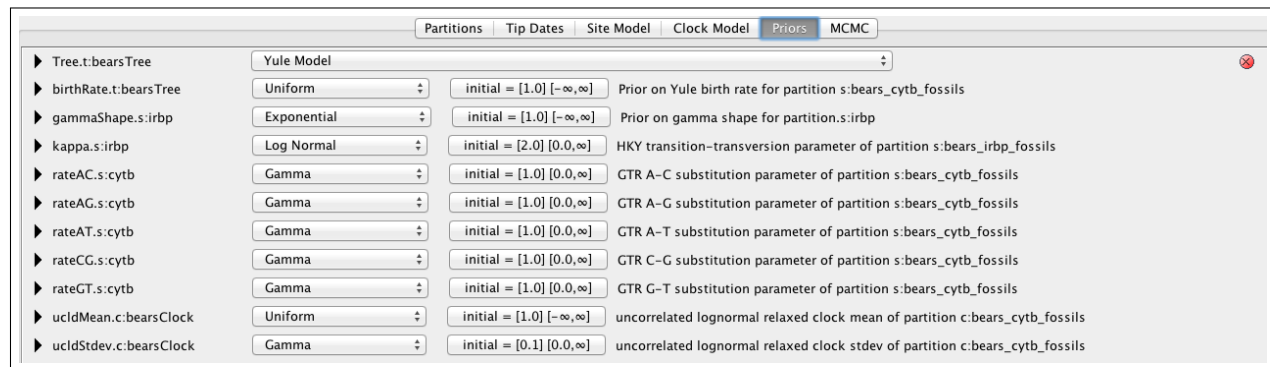 Partitions Tip Dates Site Model Clock Model Priors MCMC
Tree.t:bearsTree Yule Model
birthRate.t:bearsTree Uniform initial = [1.0] [-∞,∞] Prior on Yule birth rate for partition s:bears_cytb_fossils
gammaShape.s:irbp Exponential initial = [1.0] [-∞,∞] Prior on gamma shape for partition.s:irbp
kappa.s:irbp Log Normal initial = [2.0] [0.0,∞] HKY transition-transversion parameter of partition s:bears_irbp_fossils
rateAC.s:cytb Gamma initial = [1.0] [0.0,∞] GTR A-C substitution parameter of partition s:bears_cytb_fossils
rateAG.s:cytb Gamma initial = [1.0] [0.0,∞] GTR A-G substitution parameter of partition s:bears_cytb_fossils
rateAT.s:cytb Gamma initial = [1.0] [0.0,∞] GTR A-T substitution parameter of partition s:bears_cytb_fossils
rateCG.s:cytb Gamma initial = [1.0] [0.0,∞] GTR C-G substitution parameter of partition s:bears_cytb_fossils
rateGT.s:cytb Gamma initial = [1.0] [0.0,∞] GTR G-T substitution parameter of partition s:bears_cytb_fossils
ucldMean.c:bearsClock Uniform initial = [1.0] [-∞,∞] uncorrelated lognormal relaxed clock mean of partition c:bears_cytb_fossils
ucldStdev.c:bearsClock Gamma initial = [0.1] [0.0,∞] uncorrelated lognormal relaxed clock stdev of partition c:bears_cytb_fossils